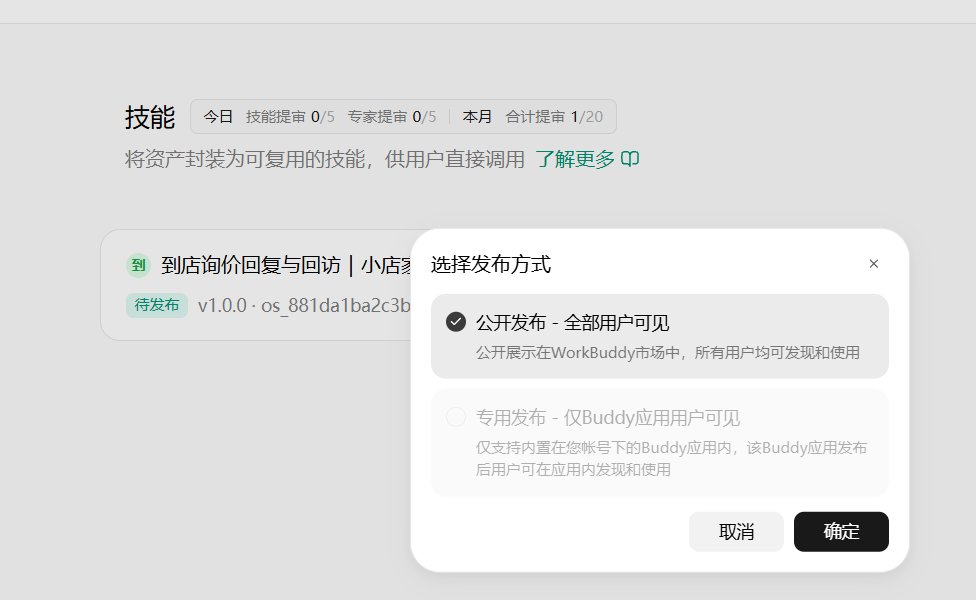 技能 今日 技能提审 0/5 专家提审 0/5 本月 合计提审 1/20
将资产封装为可复用的技能，供用户直接调用 了解更多
到 到店询价回复与回访 | 小店家
待发布 v1.0.0 · os_881da1ba2c3b
选择发布方式 ×
公开发布 - 全部用户可见
公开展示在WorkBuddy市场中，所有用户均可发现和使用
专用发布 - 仅Buddy应用用户可见
仅支持内置在您帐号下的Buddy应用内，该Buddy应用发布
后用户可在应用内发现和使用
取消 确定